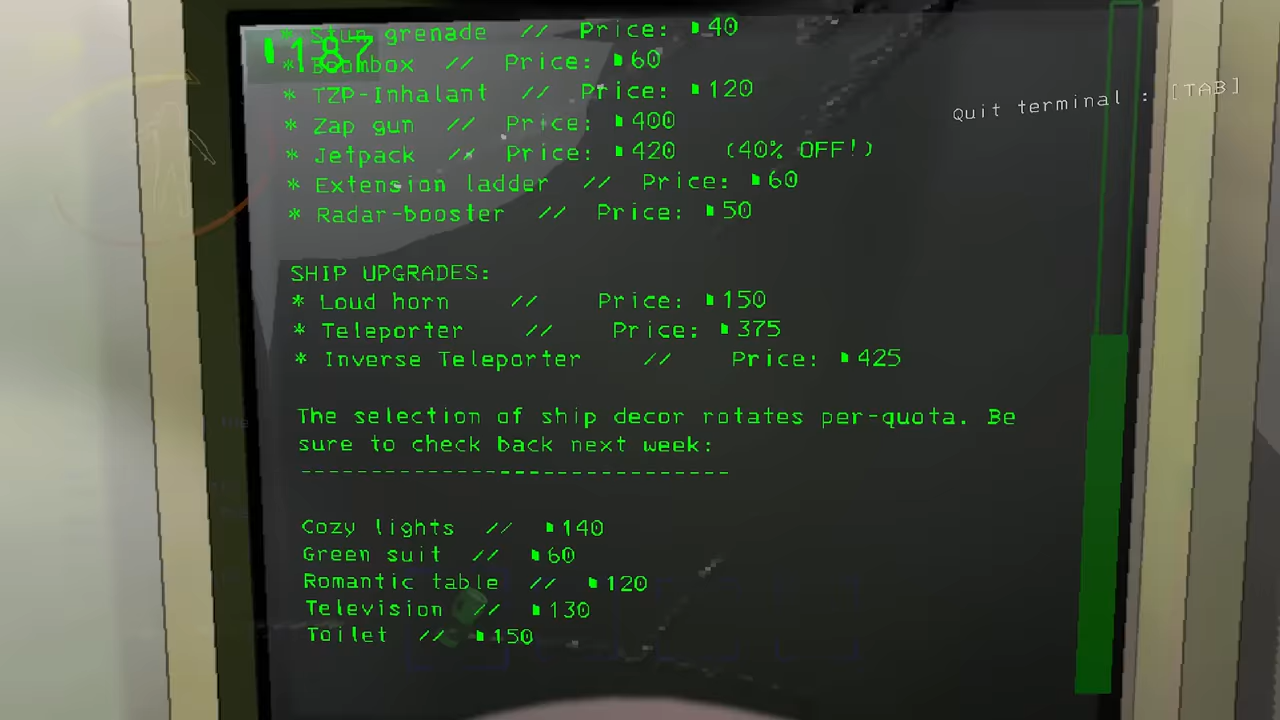 * Stun grenade // Price: ▮40
▮187
* Boombox // Price: ▮60
* TZP-Inhalant // Price: ▮120
* Zap gun // Price: ▮400
Quit terminal : [TAB]
* Jetpack // Price: ▮420 (40% OFF!)
* Extension ladder // Price: ▮60
* Radar-booster // Price: ▮50
SHIP UPGRADES:
* Loud horn // Price: ▮150
* Teleporter // Price: ▮375
* Inverse Teleporter // Price: ▮425
The selection of ship decor rotates per-quota. Be
sure to check back next week:
-------------------------------
Cozy lights // ▮140
Green suit // ▮60
Romantic table // ▮120
Television // ▮130
Toilet // ▮150